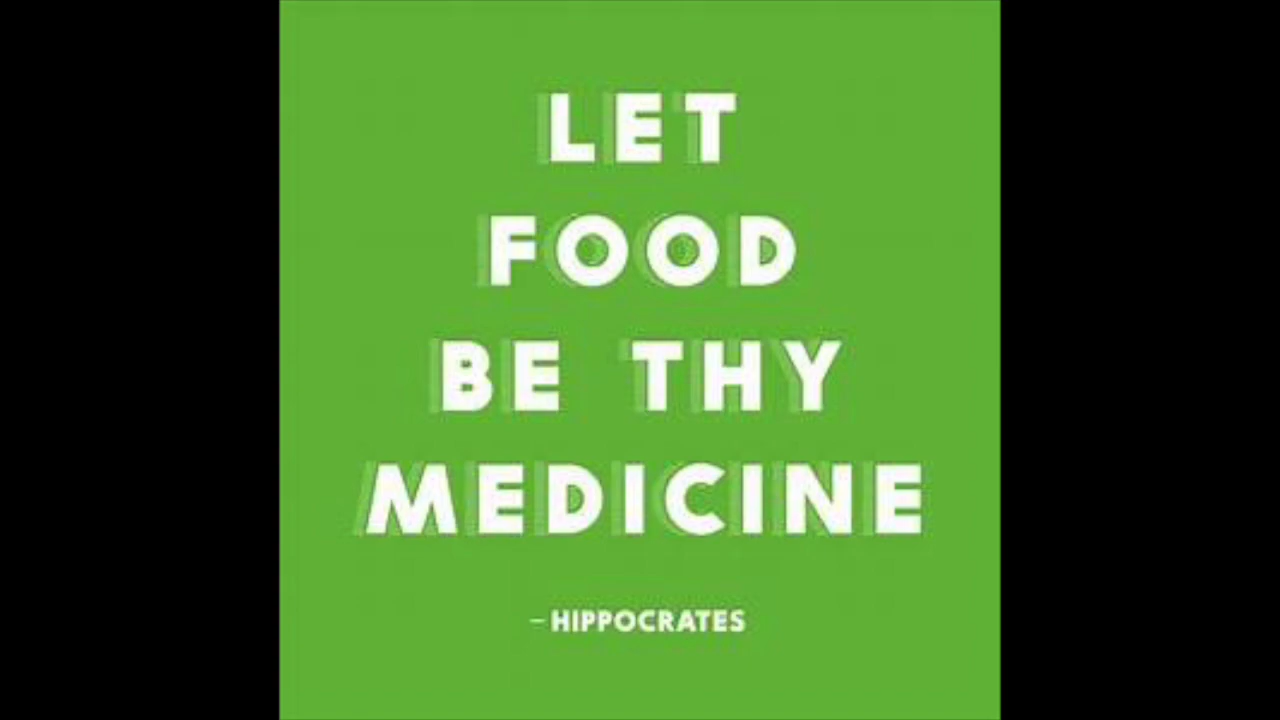 LET
FOOD
BE THY
MEDICINE
– HIPPOCRATES